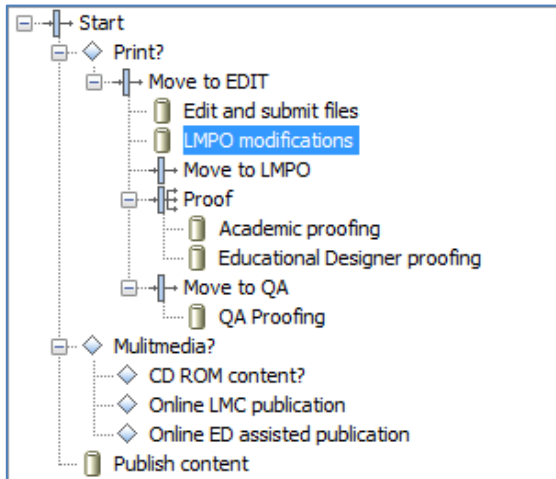 Start
Print?
Move to EDIT
Edit and submit files
LMPO modifications
Move to LMPO
Proof
Academic proofing
Educational Designer proofing
Move to QA
QA Proofing
Mulitmedia?
CD ROM content?
Online LMC publication
Online ED assisted publication
Publish content